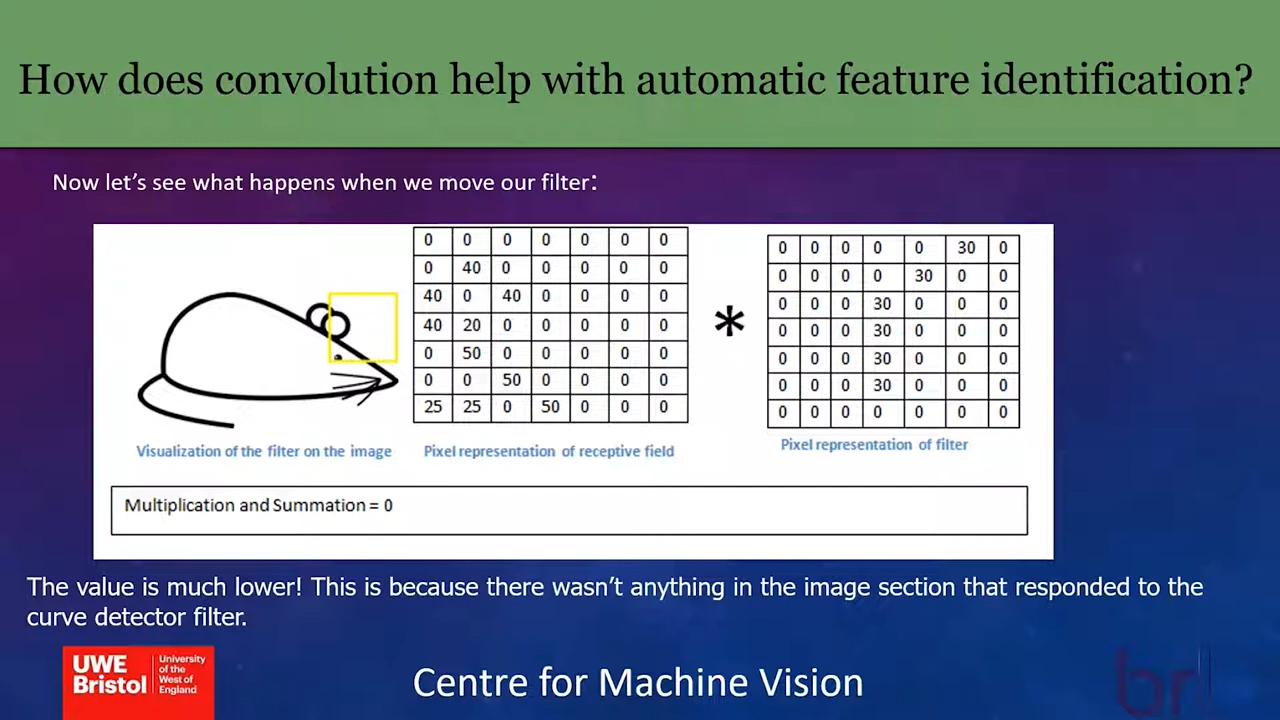 How does convolution help with automatic feature identification?
Now let's see what happens when we move our filter:
0 0 0 0 0 0 0
0 40 0 0 0 0 0
40 0 40 0 0 0 0
40 20 0 0 0 0 0
0 50 0 0 0 0 0
0 0 50 0 0 0 0
25 25 0 50 0 0 0
*
0 0 0 0 0 30 0
0 0 0 0 30 0 0
0 0 0 30 0 0 0
0 0 0 30 0 0 0
0 0 0 30 0 0 0
0 0 0 30 0 0 0
0 0 0 0 0 0 0
Visualization of the filter on the image
Pixel representation of receptive field
Pixel representation of filter
Multiplication and Summation = 0
The value is much lower! This is because there wasn't anything in the image section that responded to the
curve detector filter.
UWE
Bristol
University
of the
West of
England
Centre for Machine Vision
brl